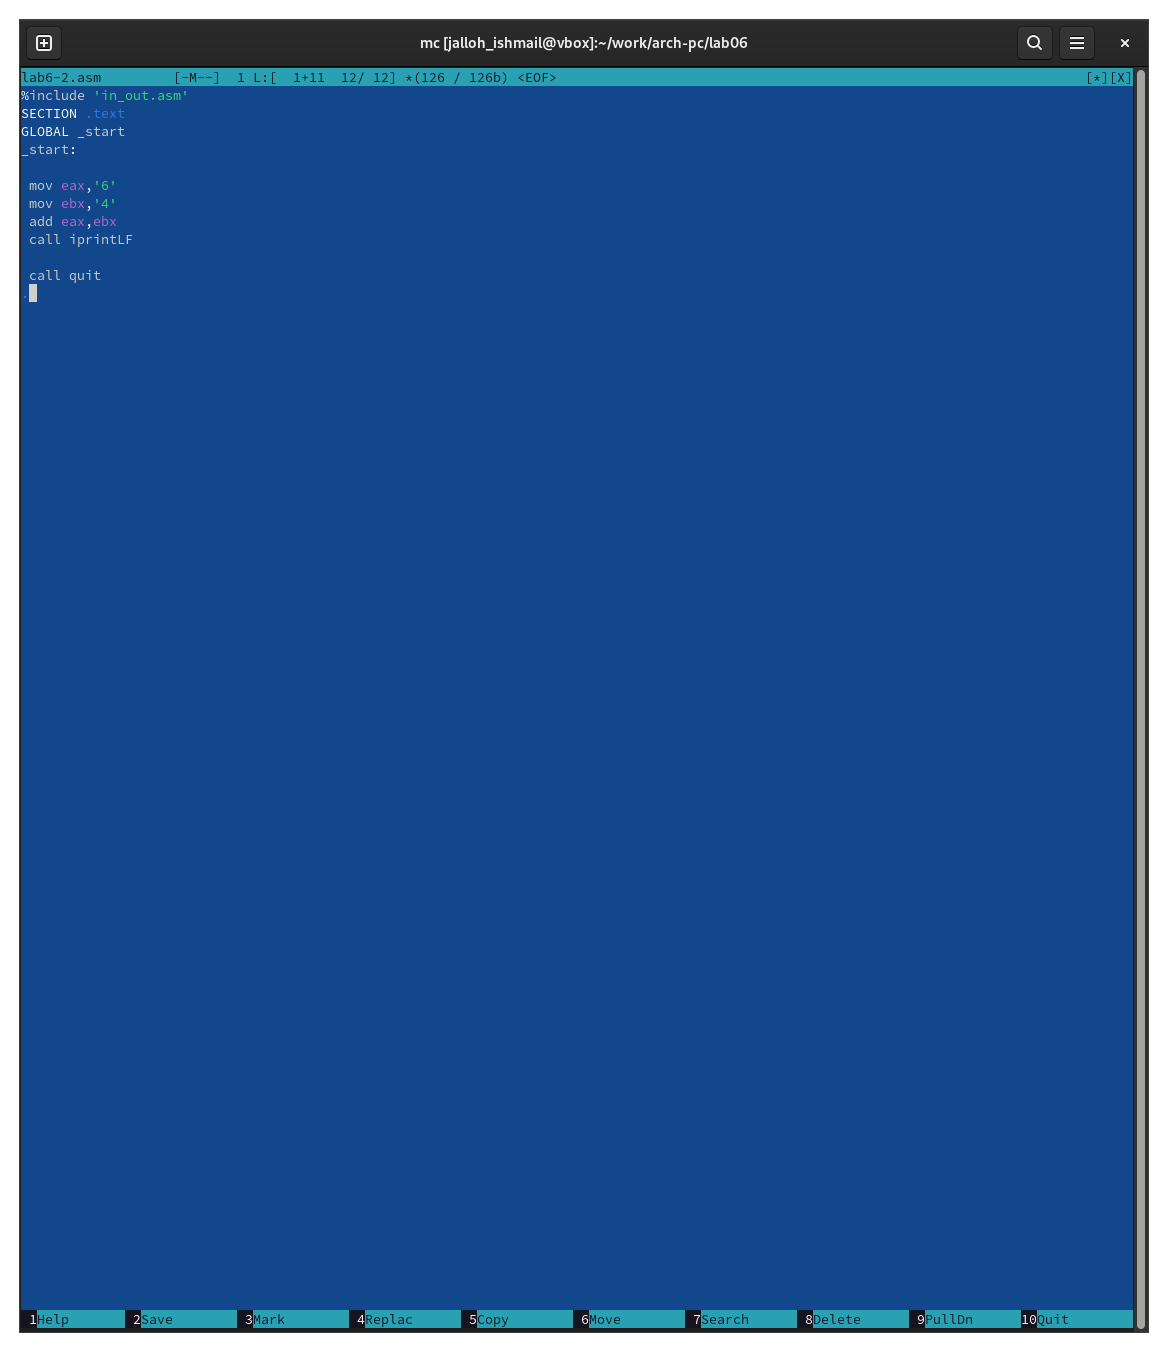 mc [jalloh_ishmail@vbox]:~/work/arch-pc/lab06
lab6-2.asm [-M--] 1 L:[ 1+11 12/ 12] *(126 / 126b) <EOF> [*][X]
%include 'in_out.asm'
SECTION .text
GLOBAL _start
_start:
mov eax,'6'
mov ebx,'4'
add eax,ebx
call iprintLF
call quit
.
1Help 2Save 3Mark 4Replac 5Copy 6Move 7Search 8Delete 9PullDn 10Quit